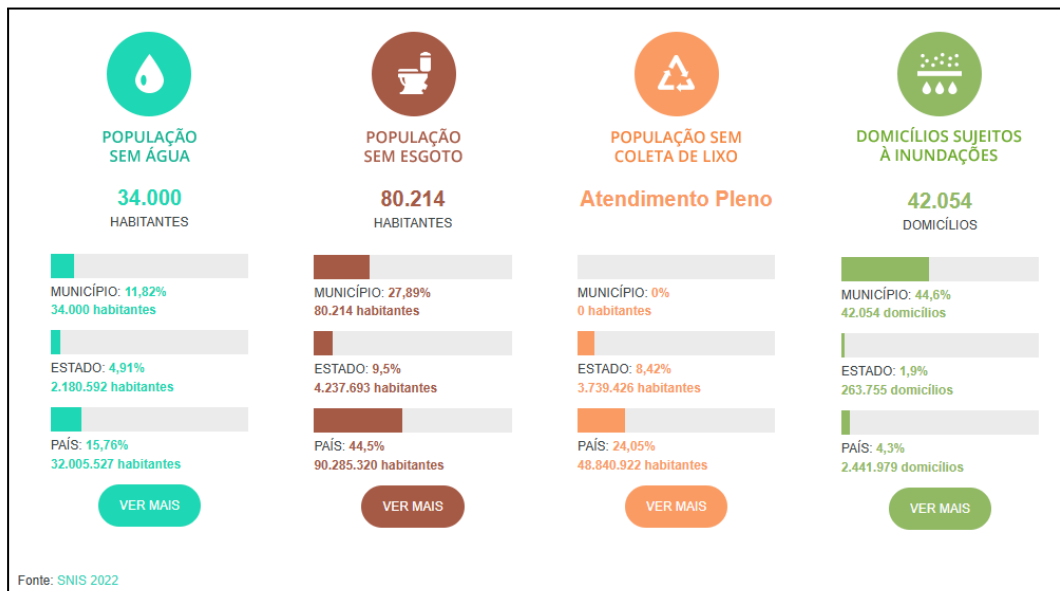 POPULAÇÃO
SEM ÁGUA
34.000
HABITANTES
MUNICÍPIO: 11,82%
34.000 habitantes
ESTADO: 4,91%
2.180.592 habitantes
PAÍS: 15,76%
32.005.527 habitantes
VER MAIS
POPULAÇÃO
SEM ESGOTO
80.214
HABITANTES
MUNICÍPIO: 27,89%
80.214 habitantes
ESTADO: 9,5%
4.237.693 habitantes
PAÍS: 44,5%
90.285.320 habitantes
VER MAIS
POPULAÇÃO SEM
COLETA DE LIXO
Atendimento Pleno
MUNICÍPIO: 0%
0 habitantes
ESTADO: 8,42%
3.739.426 habitantes
PAÍS: 24,05%
48.840.922 habitantes
VER MAIS
DOMICÍLIOS SUJEITOS
À INUNDAÇÕES
42.054
DOMICÍLIOS
MUNICÍPIO: 44,6%
42.054 domicílios
ESTADO: 1,9%
263.755 domicílios
PAÍS: 4,3%
2.441.979 domicílios
VER MAIS
Fonte: SNIS 2022